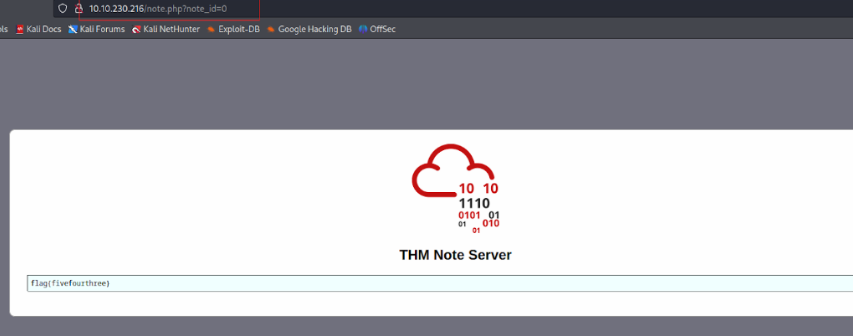 10.10.230.216/note.php?note_id=0
Kali Docs Kali Forums Kali NetHunter Exploit-DB Google Hacking DB OffSec
10 10
1110
0101 01
01 010
01
THM Note Server
flag(fivefourthree)